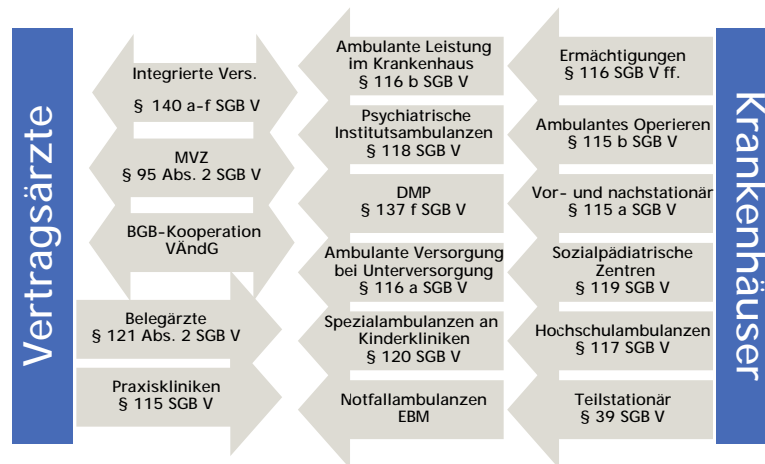 Vertragsärzte
Integrierte Vers.
§ 140 a-f SGB V
MVZ
§ 95 Abs. 2 SGB V
BGB-Kooperation
VÄndG
Belegärzte
§ 121 Abs. 2 SGB V
Praxiskliniken
§ 115 SGB V
Ambulante Leistung
im Krankenhaus
§ 116 b SGB V
Psychiatrische
Institutsambulanzen
§ 118 SGB V
DMP
§ 137 f SGB V
Ambulante Versorgung
bei Unterversorgung
§ 116 a SGB V
Spezialambulanzen an
Kinderkliniken
§ 120 SGB V
Notfallambulanzen
EBM
Ermächtigungen
§ 116 SGB V ff.
Ambulantes Operieren
§ 115 b SGB V
Vor- und nachstationär
§ 115 a SGB V
Sozialpädiatrische
Zentren
§ 119 SGB V
Hochschulambulanzen
§ 117 SGB V
Teilstationär
§ 39 SGB V
Krankenhäuser